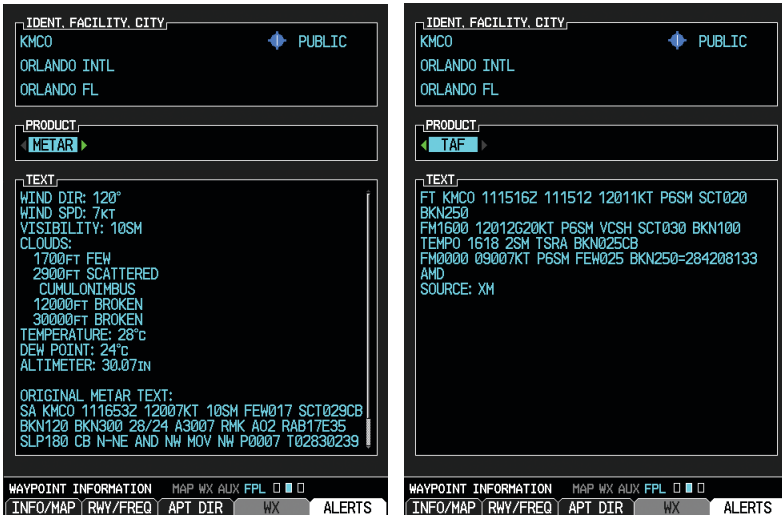 IDENT, FACILITY, CITY
KMCO PUBLIC
ORLANDO INTL
ORLANDO FL
PRODUCT
METAR
TEXT
WIND DIR: 120°
WIND SPD: 7KT
VISIBILITY: 10SM
CLOUDS:
1700FT FEW
2900FT SCATTERED
CUMULONIMBUS
12000FT BROKEN
30000FT BROKEN
TEMPERATURE: 28°C
DEW POINT: 24°C
ALTIMETER: 30.07IN
ORIGINAL METAR TEXT:
SA KMCO 111653Z 12007KT 10SM FEW017 SCT029CB
BKN120 BKN300 28/24 A3007 RMK AO2 RAB17E35
SLP180 CB N-NE AND NW MOV NW P0007 T02830239
WAYPOINT INFORMATION MAP WX AUX FPL
INFO/MAP RWY/FREQ APT DIR WX ALERTS
IDENT, FACILITY, CITY
KMCO PUBLIC
ORLANDO INTL
ORLANDO FL
PRODUCT
TAF
TEXT
FT KMCO 111516Z 111512 12011KT P6SM SCT020
BKN250
FM1600 12012G20KT P6SM VCSH SCT030 BKN100
TEMPO 1618 2SM TSRA BKN025CB
FM0000 09007KT P6SM FEW025 BKN250=284208133
AMD
SOURCE: XM
WAYPOINT INFORMATION MAP WX AUX FPL
INFO/MAP RWY/FREQ APT DIR WX ALERTS